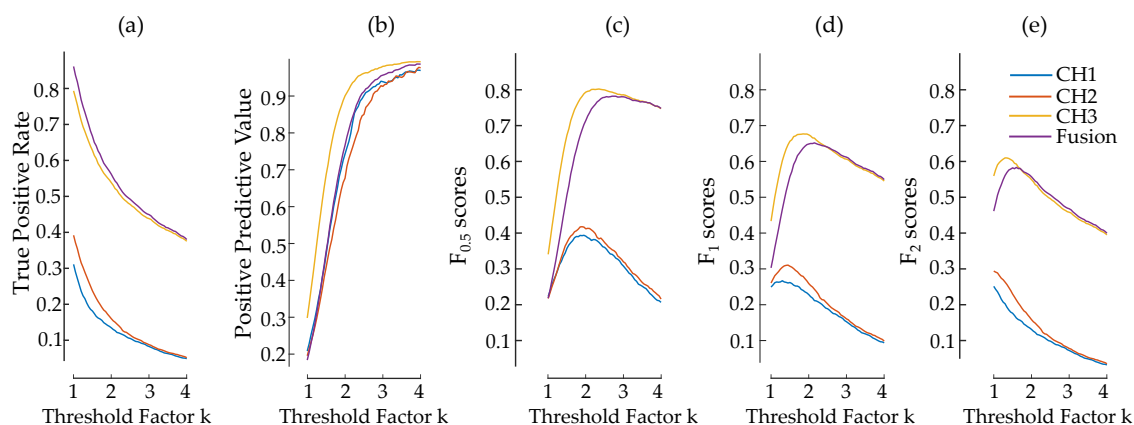 (a)
(b)
(c)
(d)
(e)
True Positive Rate
0.8
0.7
0.6
0.5
0.4
0.3
0.2
0.1
1 2 3 4
Threshold Factor k
Positive Predictive Value
0.9
0.8
0.7
0.6
0.5
0.4
0.3
0.2
1 2 3 4
Threshold Factor k
F0.5 scores
0.8
0.7
0.6
0.5
0.4
0.3
0.2
0.1
1 2 3 4
Threshold Factor k
F1 scores
0.8
0.7
0.6
0.5
0.4
0.3
0.2
0.1
1 2 3 4
Threshold Factor k
F2 scores
0.8
0.7
0.6
0.5
0.4
0.3
0.2
0.1
1 2 3 4
Threshold Factor k
CH1
CH2
CH3
Fusion